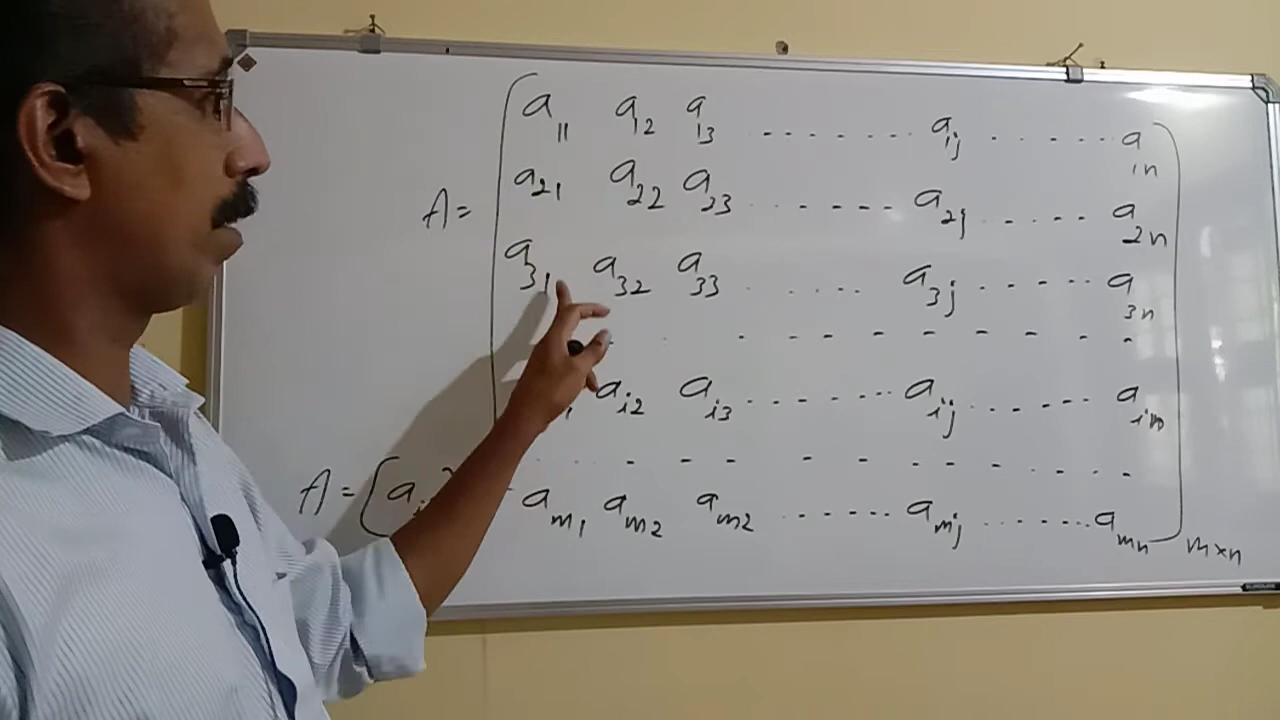 a₁₁ a₁₂ a₁₃ ............ a₁ⱼ ......... a₁ₙ
A= a₂₁ a₂₂ a₂₃ ............ a₂ⱼ ......... a₂ₙ
a₃₁ a₃₂ a₃₃ ............ a₃ⱼ ......... a₃ₙ
- - - - - - - - - -
aᵢ₂ aᵢ₃ ............ aᵢⱼ ......... aᵢₙ
- - - - - - - - - -
A = [aᵢ aₘ₁ aₘ₂ aₘ₂ ............ aₘⱼ ......... aₘₙ m×n